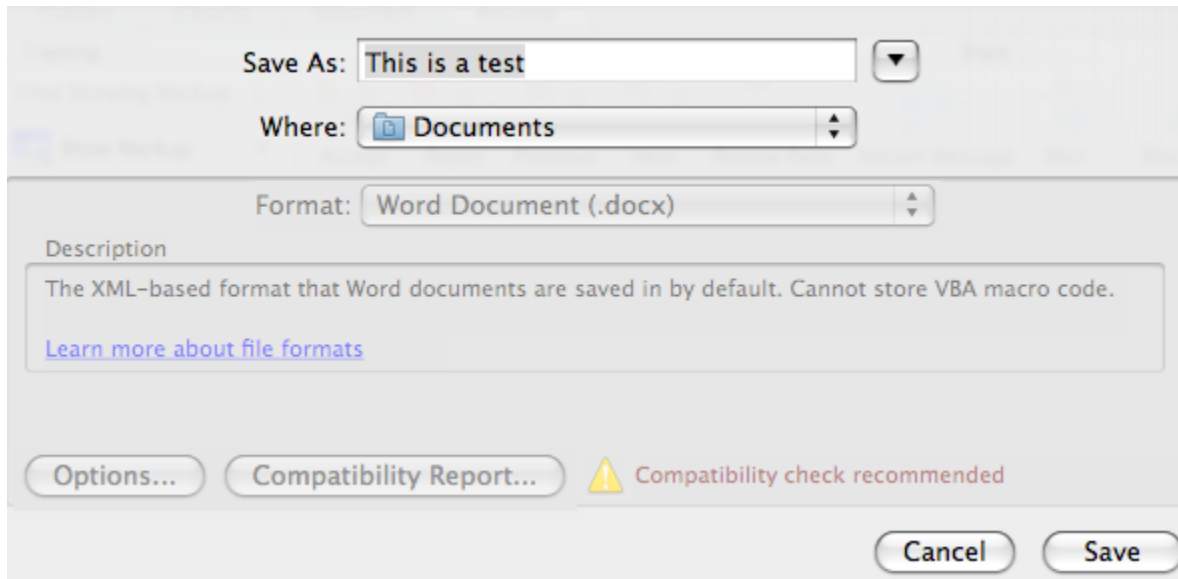 Save As: This is a test
Where: Documents
Format: Word Document (.docx)
Description
The XML-based format that Word documents are saved in by default. Cannot store VBA macro code.
Learn more about file formats
Options... Compatibility Report... Compatibility check recommended
Cancel Save